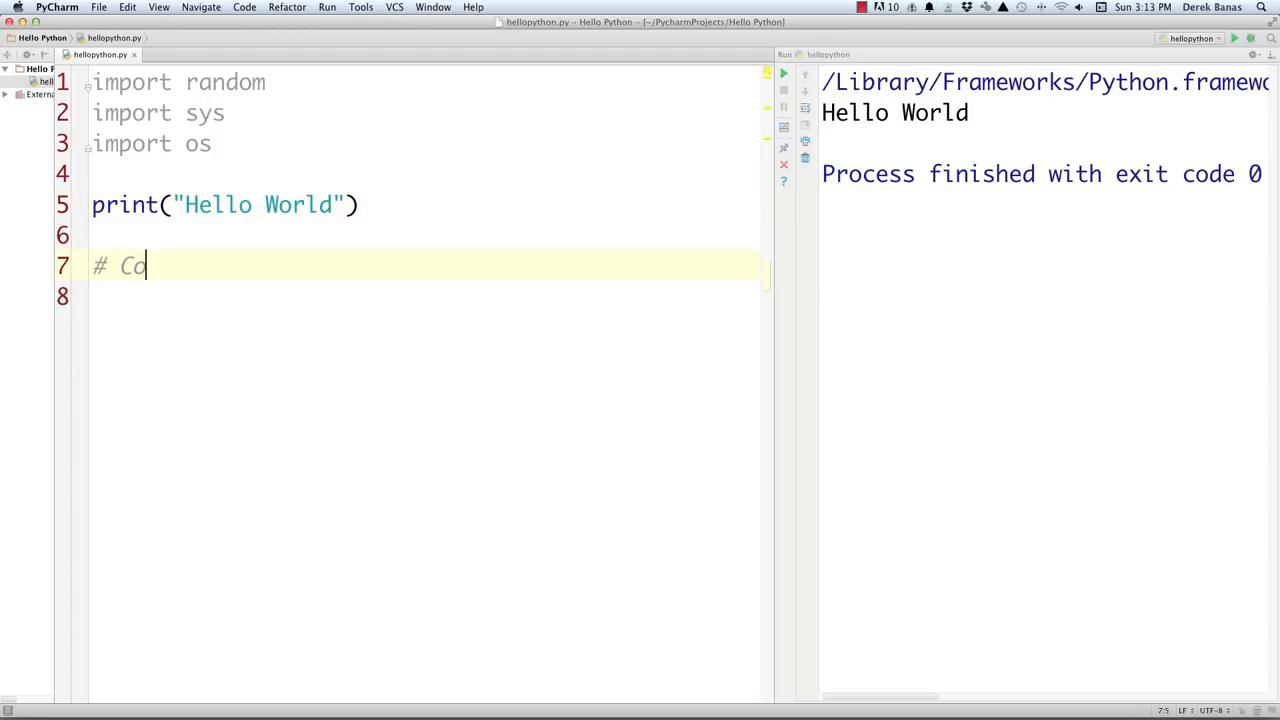 PyCharm File Edit View Navigate Code Refactor Run Tools VCS Window Help 10 Sun 3:13 PM Derek Banas
hellopython.py – Hello Python – [~/PycharmProjects/Hello Python]
Hello Python hellopython.py hellopython
hellopython.py
Run hellopython
Hello P
hell
Externa
1 import random
2 import sys
3 import os
4
5 print("Hello World")
6
7 # Co
8
/Library/Frameworks/Python.framewo
Hello World
Process finished with exit code 0
7:5 LF UTF-8